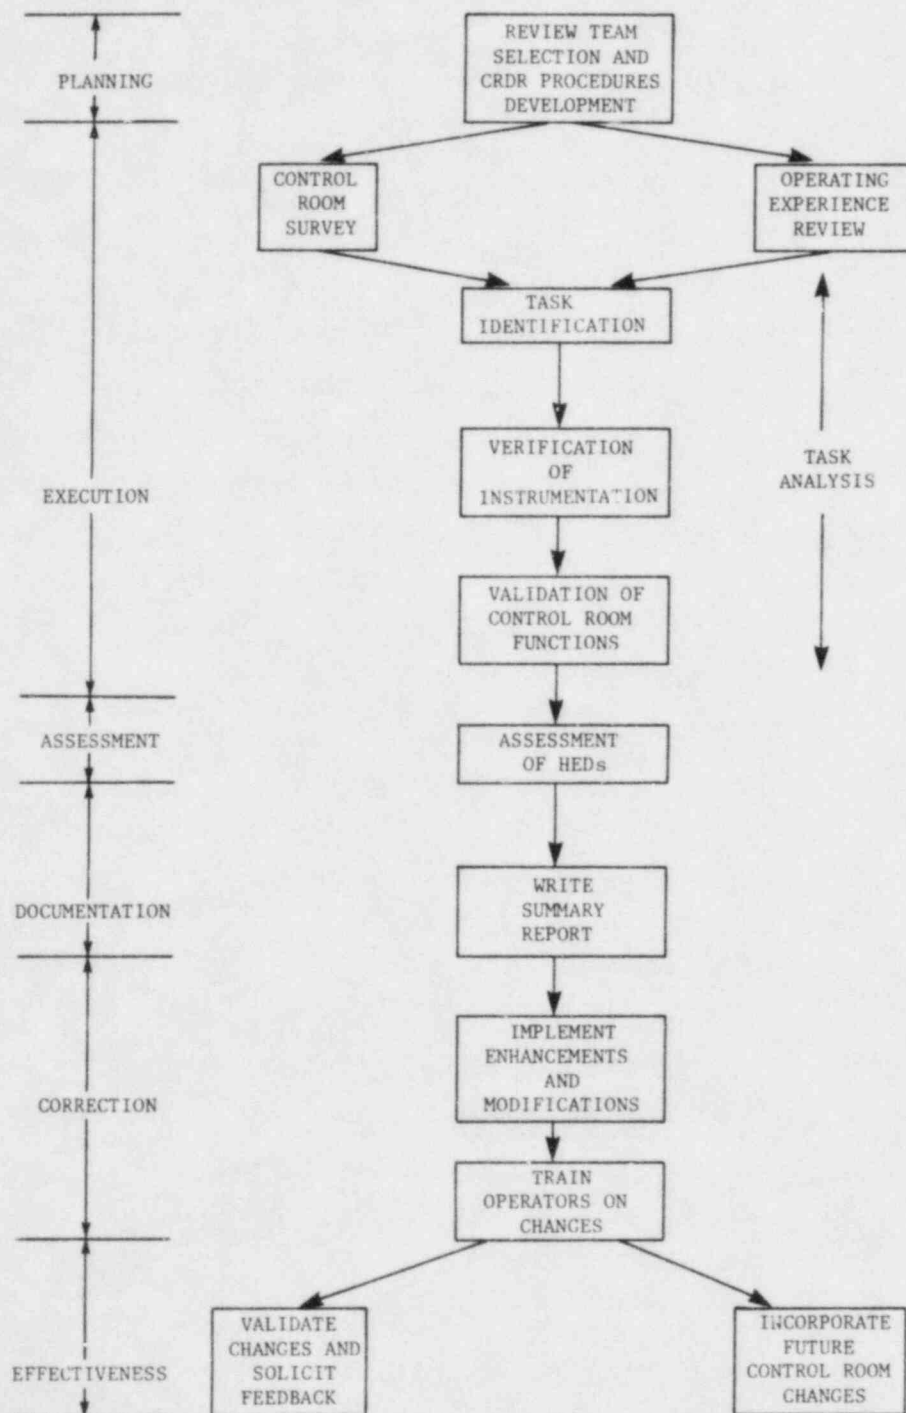 REVIEW TEAM
SELECTION AND
CRDR PROCEDURES
DEVELOPMENT
PLANNING
CONTROL
ROOM
SURVEY
OPERATING
EXPERIENCE
REVIEW
TASK
IDENTIFICATION
VERIFICATION
OF
INSTRUMENTATION
TASK
ANALYSIS
EXECUTION
VALIDATION OF
CONTROL ROOM
FUNCTIONS
ASSESSMENT
ASSESSMENT
OF HEDs
WRITE
SUMMARY
REPORT
DOCUMENTATION
IMPLEMENT
ENHANCEMENTS
AND
MODIFICATIONS
CORRECTION
TRAIN
OPERATORS ON
CHANGES
VALIDATE
CHANGES AND
SOLICIT
FEEDBACK
INCORPORATE
FUTURE
CONTROL ROOM
CHANGES
EFFECTIVENESS